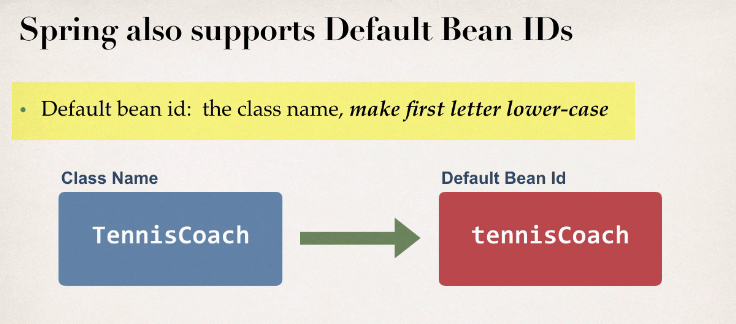 Spring also supports Default Bean IDs
• Default bean id: the class name, make first letter lower-case
Class Name
Default Bean Id
TennisCoach
tennisCoach